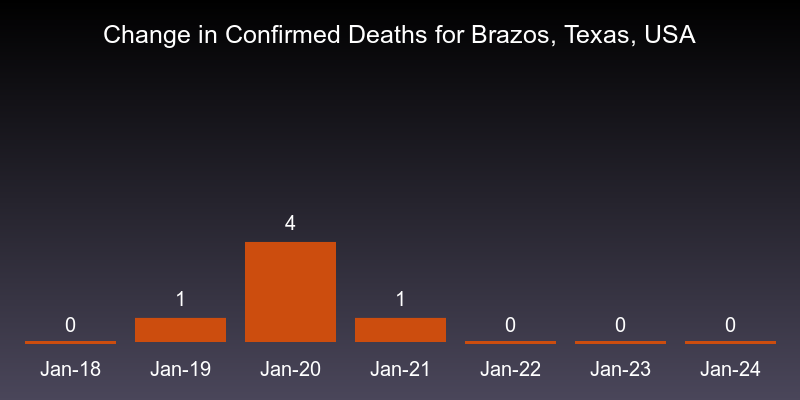 Change in Confirmed Deaths for Brazos, Texas, USA
4
1
1
0
0
0
0
Jan-18
Jan-19
Jan-20
Jan-21
Jan-22
Jan-23
Jan-24